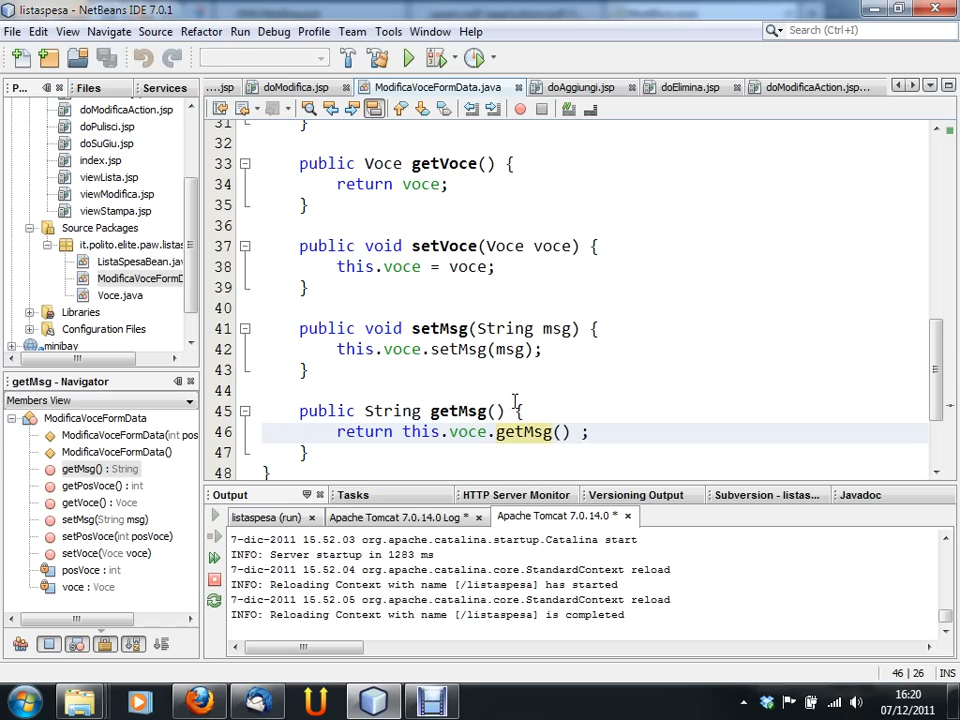 listaspesa - NetBeans IDE 7.0.1
File Edit View Navigate Source Refactor Run Debug Profile Team Tools Window Help
Search (Ctrl+I)
P... Files Services
...jsp doModifica.jsp ModificaVoceFormData.java doAggiungi.jsp doElimina.jsp doModificaAction.jsp...
doModificaAction.jsp
doPulisci.jsp
doSuGiu.jsp
index.jsp
viewLista.jsp
viewModifica.jsp
viewStampa.jsp
Source Packages
it.polito.elite.paw.listas
ListaSpesaBean.jav
ModificaVoceFormD
Voce.java
Libraries
Configuration Files
minibay
31 }
32
33 public Voce getVoce() {
34 return voce;
35 }
36
37 public void setVoce(Voce voce) {
38 this.voce = voce;
39 }
40
41 public void setMsg(String msg) {
42 this.voce.setMsg(msg);
43 }
44
45 public String getMsg() {
46 return this.voce.getMsg() ;
47 }
48 }
getMsg - Navigator
Members View
ModificaVoceFormData
ModificaVoceFormData(int pos
ModificaVoceFormData()
getMsg() : String
getPosVoce() : int
getVoce() : Voce
setMsg(String msg)
setPosVoce(int posVoce)
setVoce(Voce voce)
posVoce : int
voce : Voce
Output Tasks HTTP Server Monitor Versioning Output Subversion - listas... Javadoc
listaspesa (run) Apache Tomcat 7.0.14.0 Log * Apache Tomcat 7.0.14.0 *
7-dic-2011 15.52.03 org.apache.catalina.startup.Catalina start
INFO: Server startup in 1283 ms
7-dic-2011 15.52.04 org.apache.catalina.core.StandardContext reload
INFO: Reloading Context with name [/listaspesa] has started
7-dic-2011 15.52.05 org.apache.catalina.core.StandardContext reload
INFO: Reloading Context with name [/listaspesa] is completed
46 | 26 INS
16:20
07/12/2011